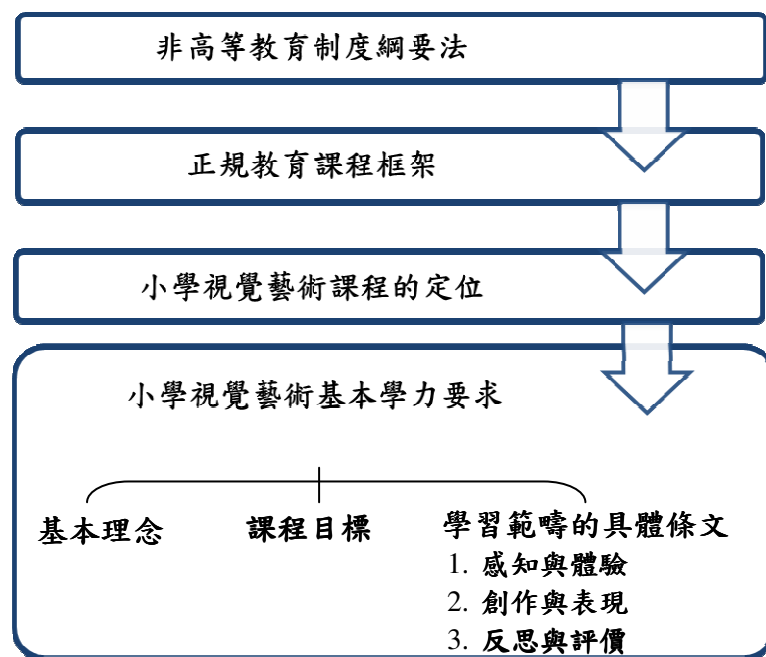 非高等教育制度綱要法
正規教育課程框架
小學視覺藝術課程的定位
小學視覺藝術基本學力要求
基本理念
課程目標
學習範疇的具體條文
1. 感知與體驗
2. 創作與表現
3. 反思與評價